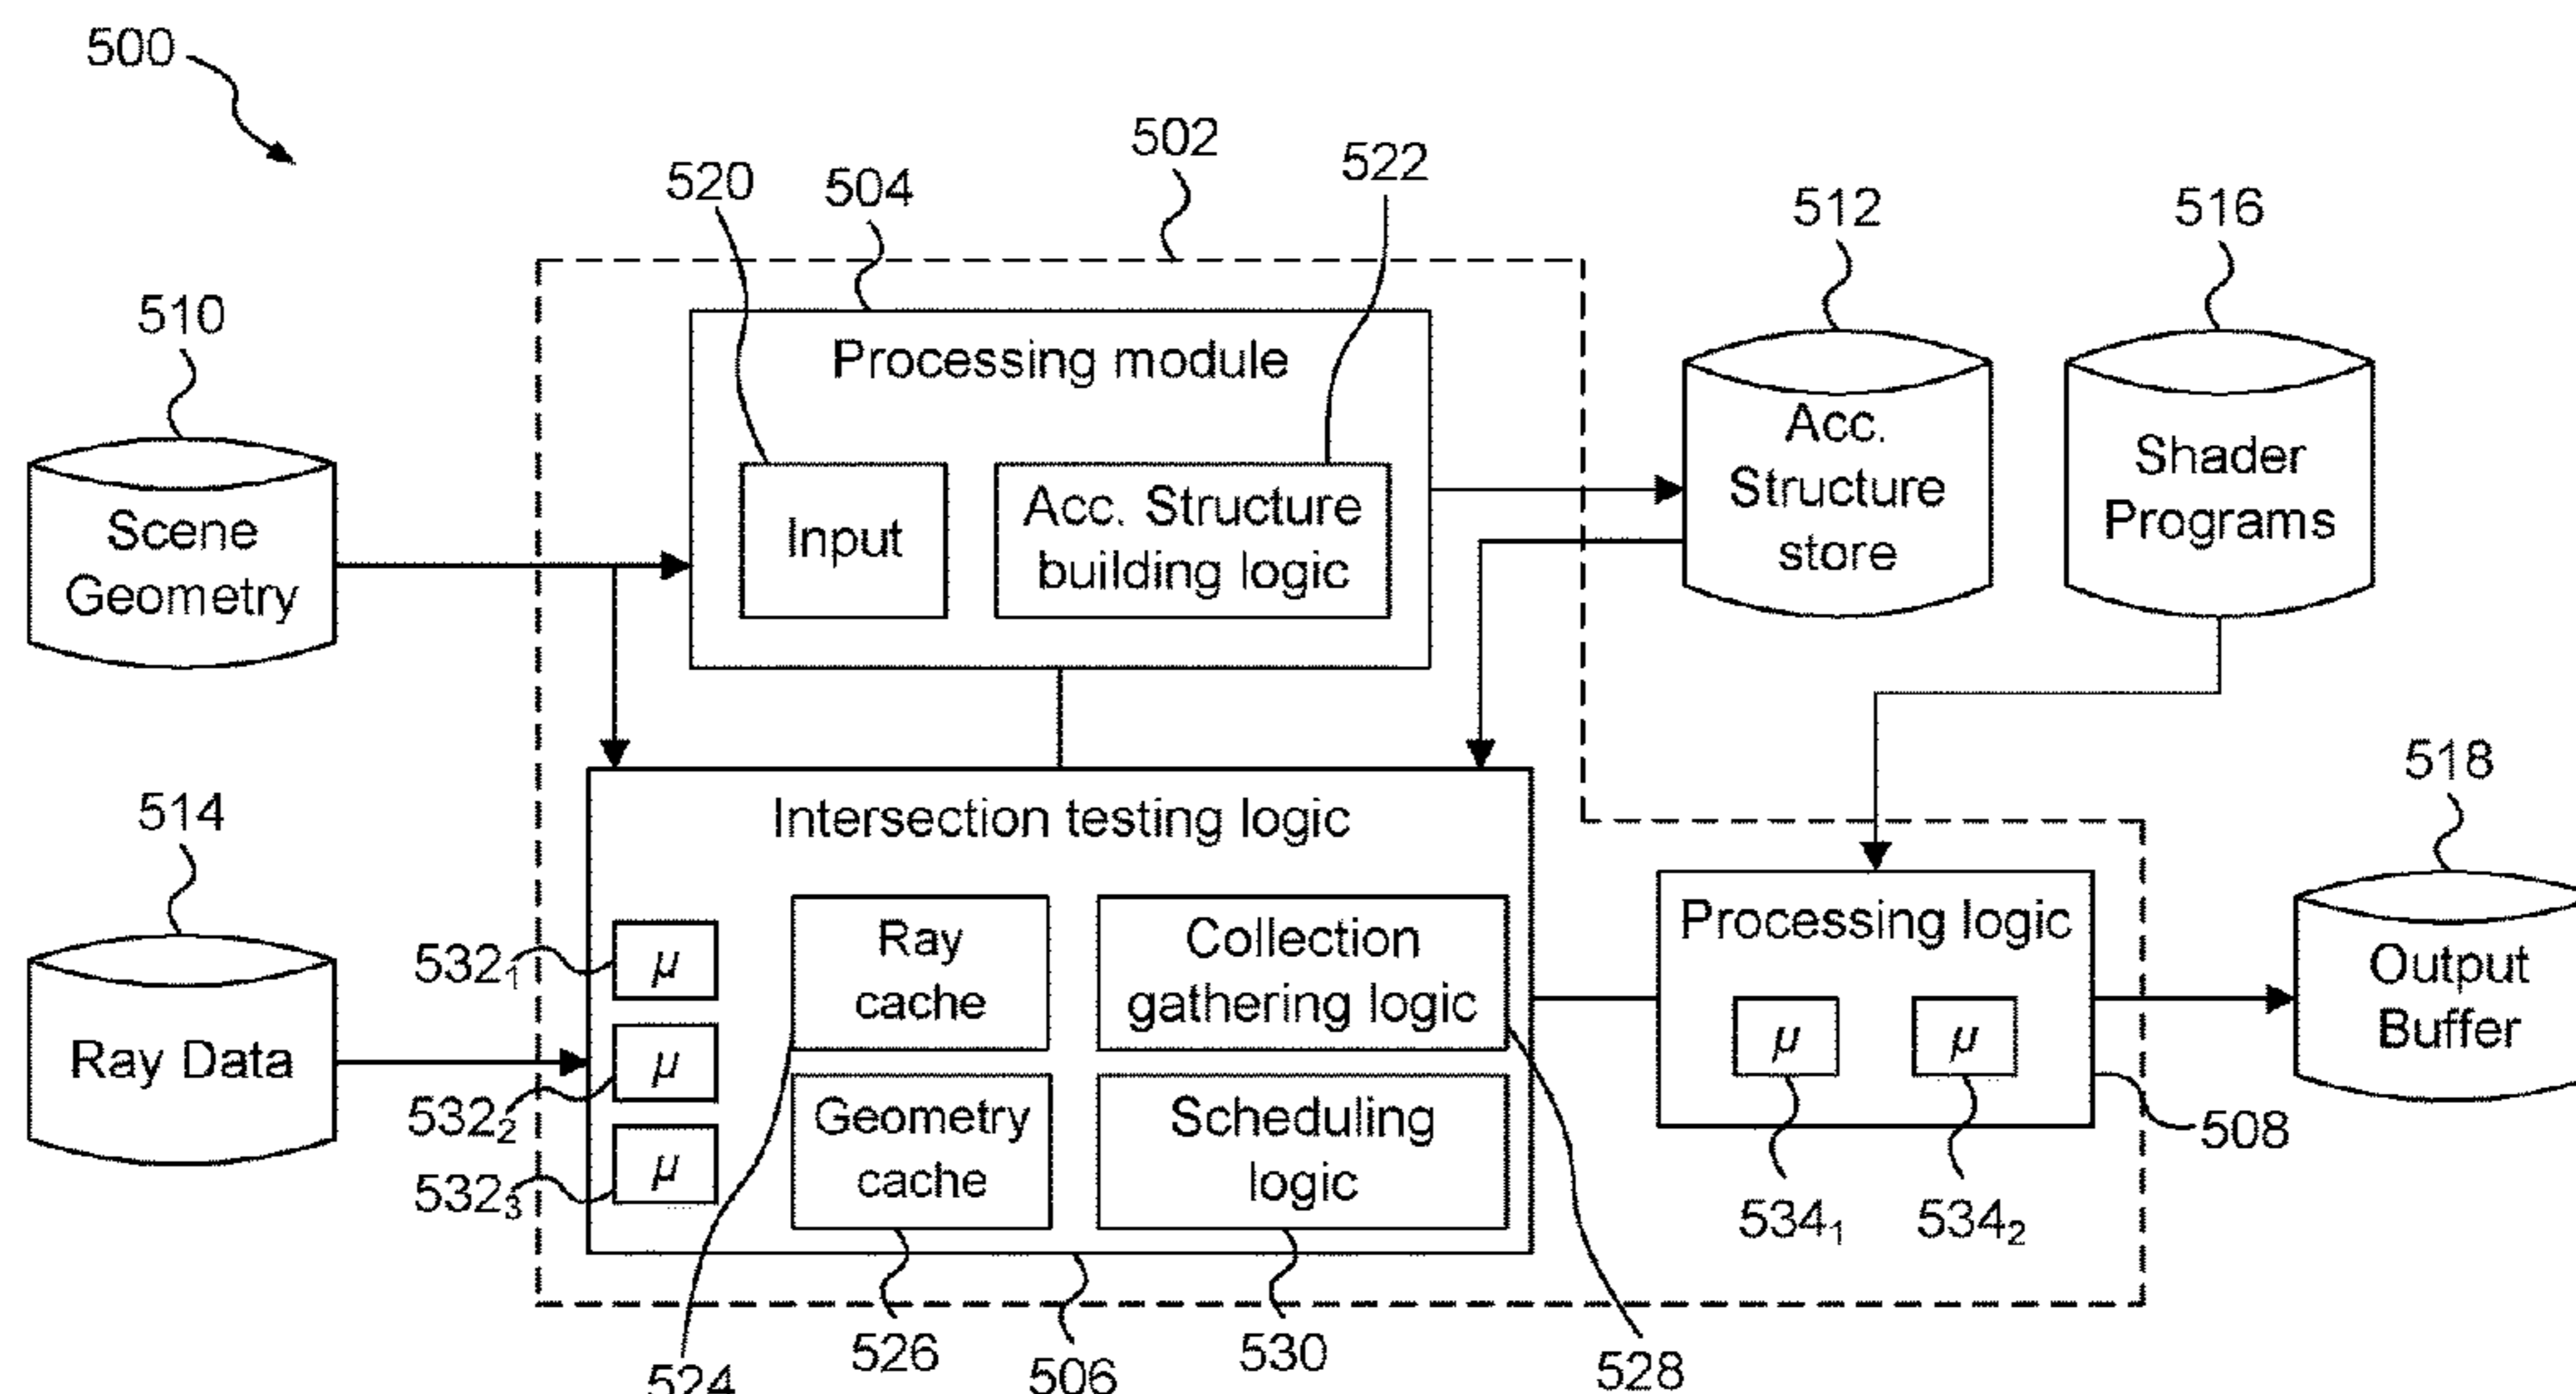 500
502
520
504
522
512
516
510
Processing module
Input
Acc. Structure
building logic
Scene
Geometry
Acc.
Structure
store
Shader
Programs
514
Ray Data
Intersection testing logic
532₁
μ
532₂
μ
532₃
μ
Ray
cache
Collection
gathering logic
Geometry
cache
Scheduling
logic
518
Processing logic
μ
μ
534₁
534₂
508
Output
Buffer
524
526
506
530
528